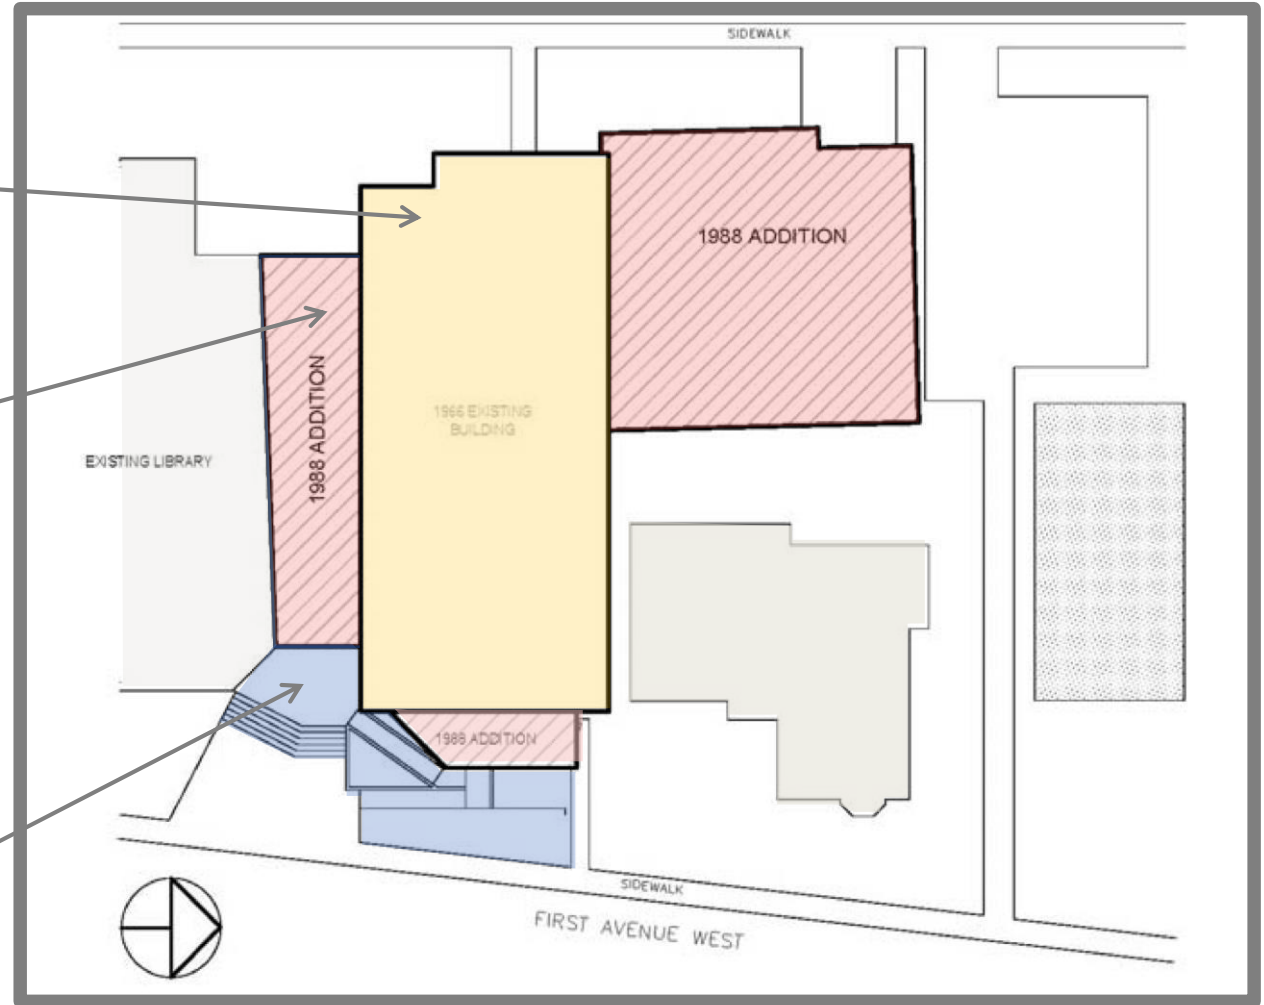 SIDEWALK
1988 ADDITION
1988 ADDITION
1966 EXISTING
BUILDING
EXISTING LIBRARY
1988 ADDITION
SIDEWALK
FIRST AVENUE WEST